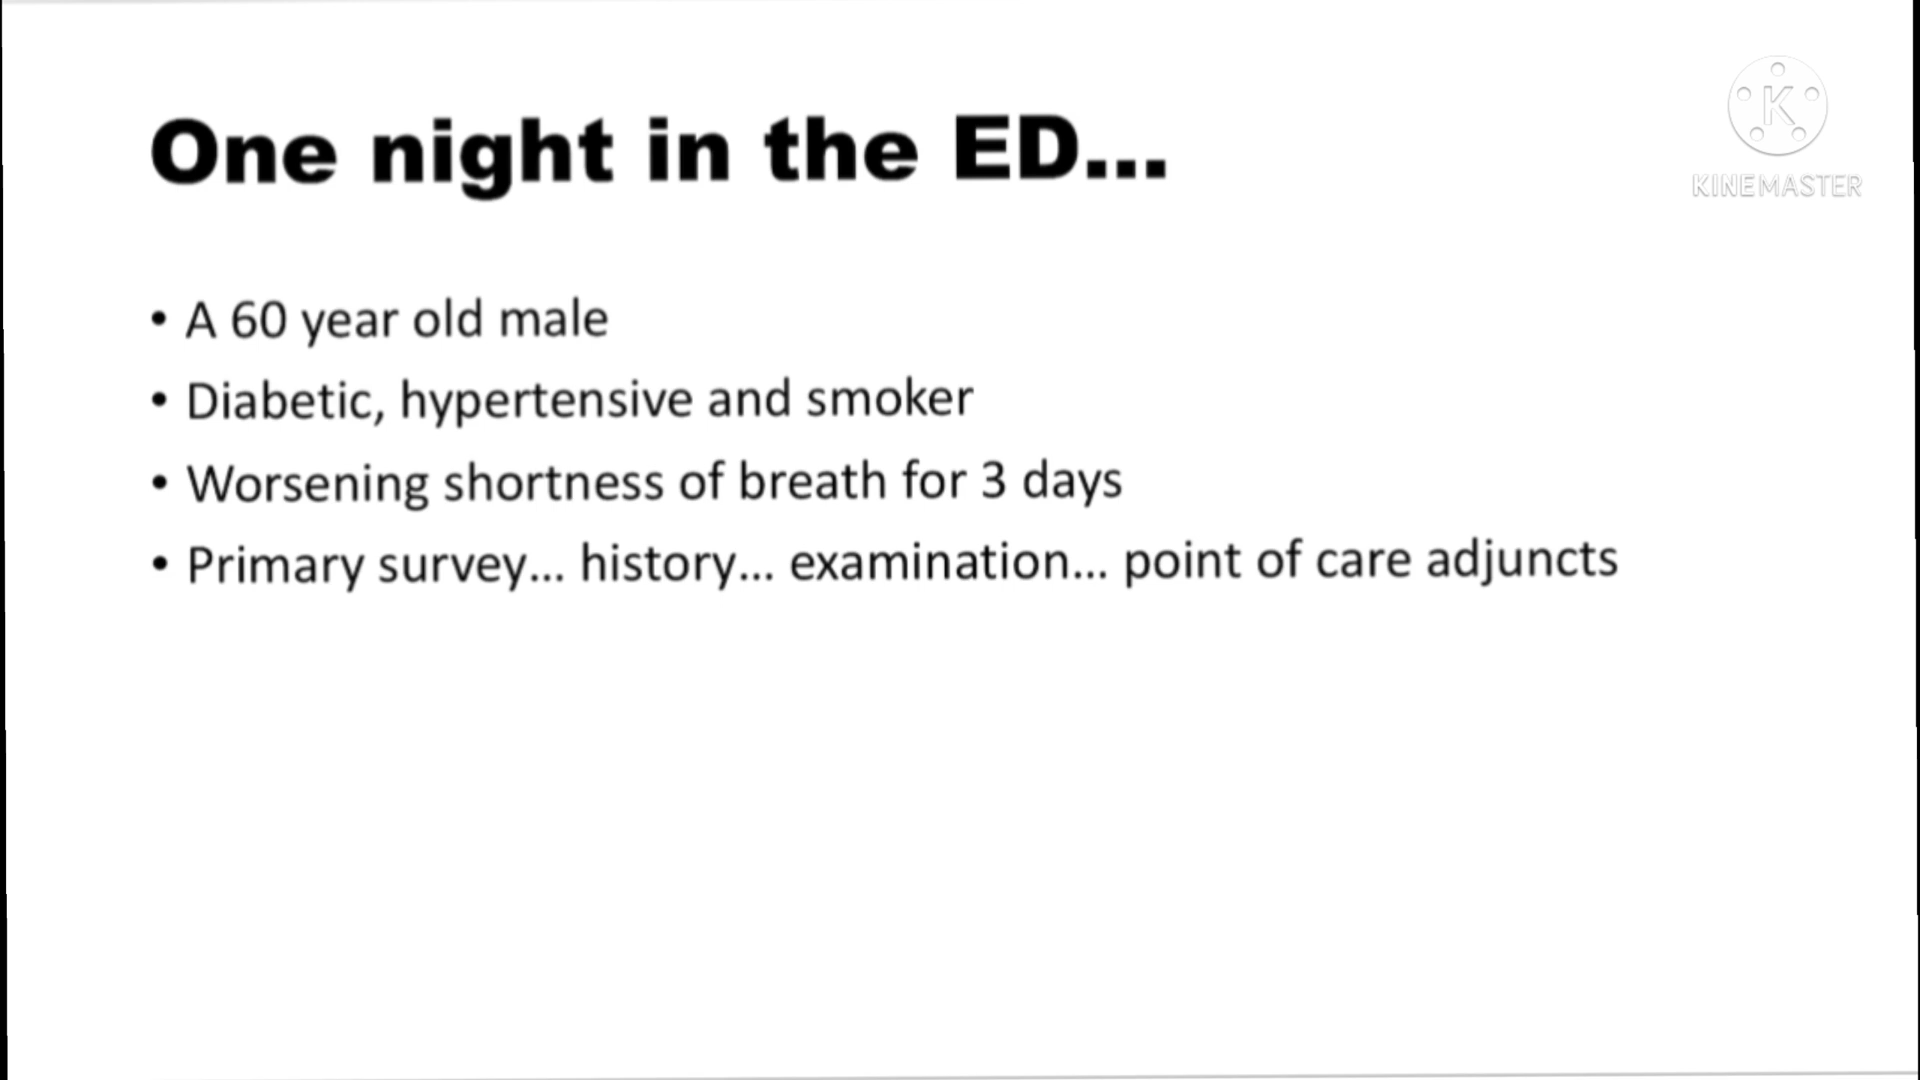 One night in the ED...
K
KINEMASTER
• A 60 year old male
• Diabetic, hypertensive and smoker
• Worsening shortness of breath for 3 days
• Primary survey... history... examination... point of care adjuncts